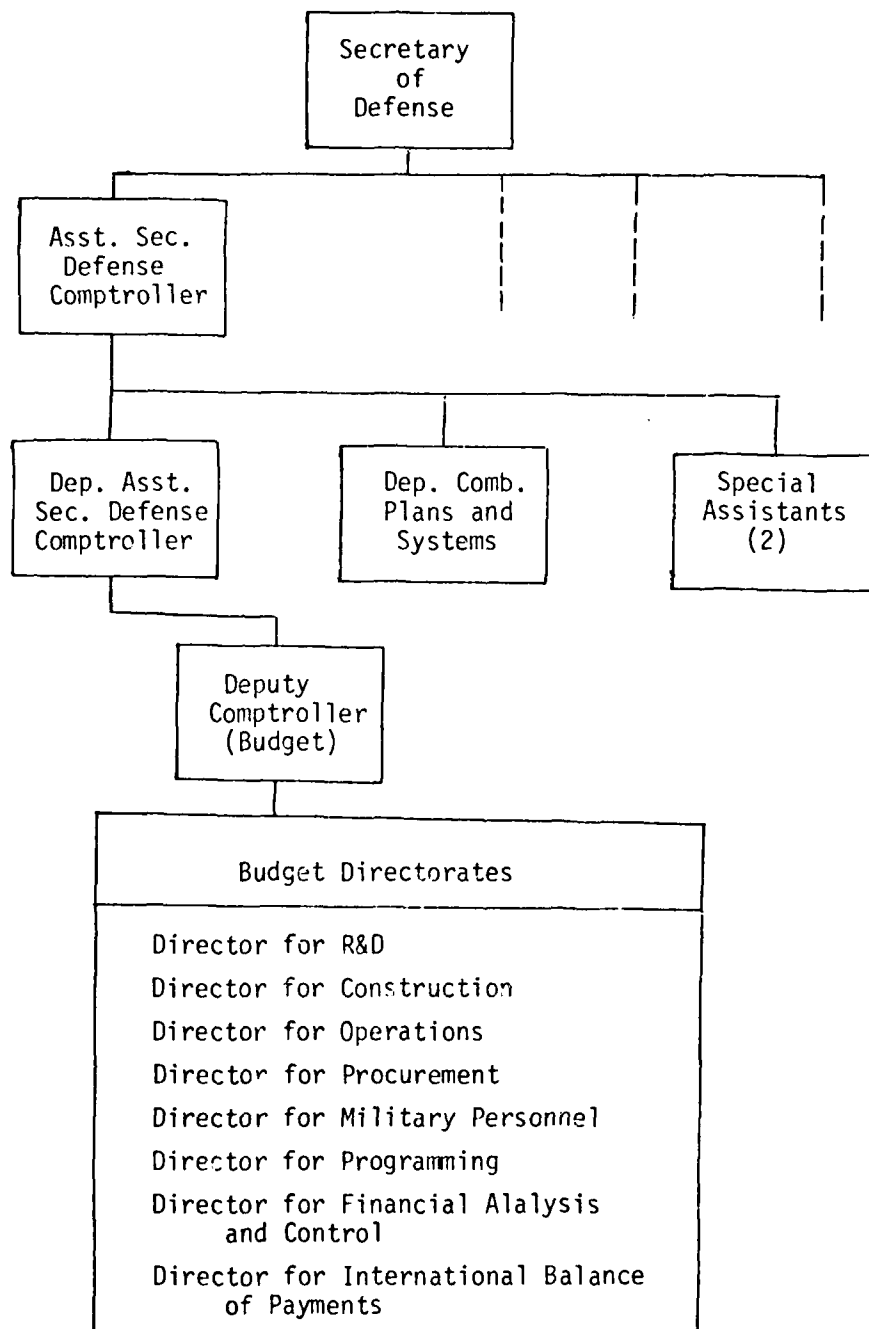 Secretary
of
Defense
Asst. Sec.
Defense
Comptroller
Dep. Asst.
Sec. Defense
Comptroller
Dep. Comb.
Plans and
Systems
Special
Assistants
(2)
Deputy
Comptroller
(Budget)
Budget Directorates
Director for R&D
Director for Construction
Director for Operations
Director for Procurement
Director for Military Personnel
Director for Programming
Director for Financial Alalysis
and Control
Director for International Balance
of Payments